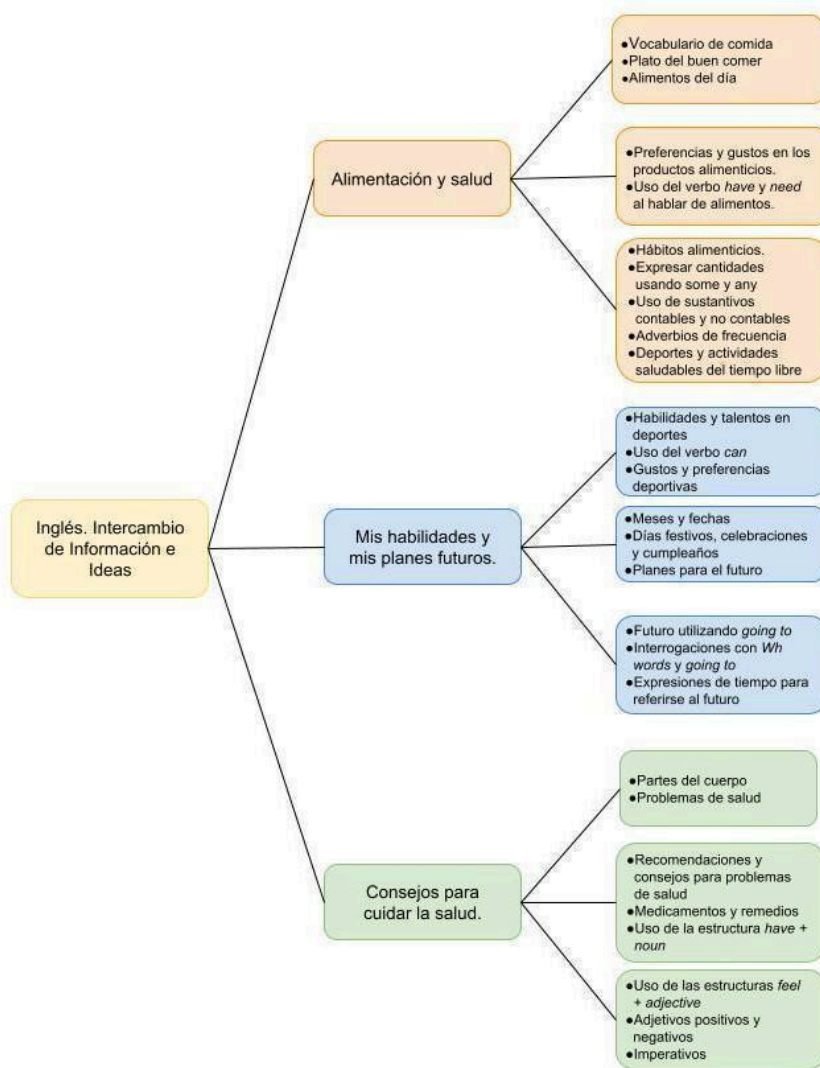 Inglés. Intercambio
de Información e
Ideas
Alimentación y salud
●Vocabulario de comida
●Plato del buen comer
●Alimentos del día
●Preferencias y gustos en los
productos alimenticios.
●Uso del verbo have y need
al hablar de alimentos.
●Hábitos alimenticios.
●Expresar cantidades
usando some y any
●Uso de sustantivos
contables y no contables
●Adverbios de frecuencia
●Deportes y actividades
saludables del tiempo libre
Mis habilidades y
mis planes futuros.
●Habilidades y talentos en
deportes
●Uso del verbo can
●Gustos y preferencias
deportivas
●Meses y fechas
●Días festivos, celebraciones
y cumpleaños
●Planes para el futuro
●Futuro utilizando going to
●Interrogaciones con Wh
words y going to
●Expresiones de tiempo para
referirse al futuro
Consejos para
cuidar la salud.
●Partes del cuerpo
●Problemas de salud
●Recomendaciones y
consejos para problemas
de salud
●Medicamentos y remedios
●Uso de la estructura have +
noun
●Uso de las estructuras feel
+ adjective
●Adjetivos positivos y
negativos
●Imperativos